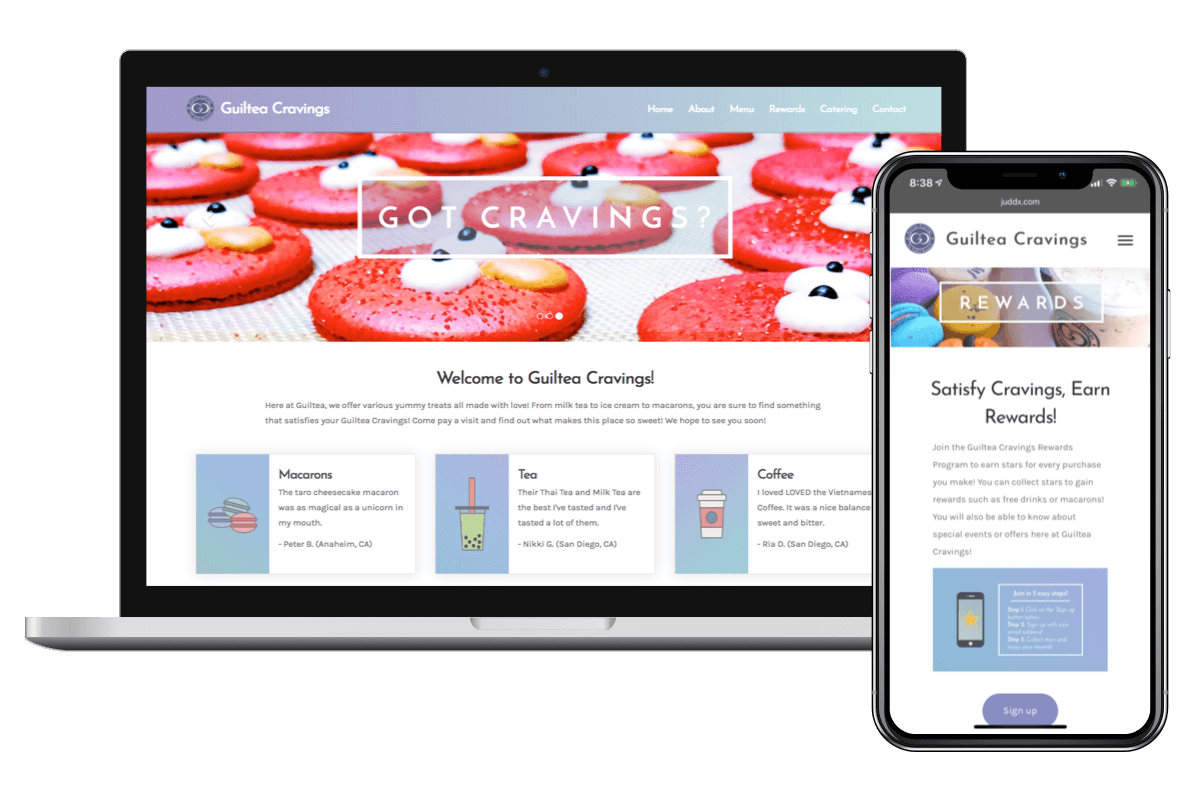 Guiltea Cravings
Home About Menu Rewards Catering Contact
GOT CRAVINGS?
Welcome to Guiltea Cravings!
Here at Guiltea, we offer various yummy treats all made with love! From milk tea to ice cream to macarons, you are sure to find something
that satisfies your Guiltea Cravings! Come pay a visit and find out what makes this place so sweet! We hope to see you soon!
Macarons
The taro cheesecake macaron
was as magical as a unicorn in
my mouth.
- Peter B. (Anaheim, CA)
Tea
Their Thai Tea and Milk Tea are
the best I've tasted and I've
tasted a lot of them.
- Nikki G. (San Diego, CA)
Coffee
I loved LOVED the Vietnames
Coffee. It was a nice balance
sweet and bitter.
- Ria D. (San Diego, CA)
8:38
juddx.com
Guiltea Cravings
REWARDS
Satisfy Cravings, Earn
Rewards!
Join the Guiltea Cravings Rewards
Program to earn stars for every purchase
you make! You can collect stars to gain
rewards such as free drinks or macarons!
You will also be able to know about
special events or offers here at Guiltea
Cravings!
Join in 3 easy steps!
Step 1: Click on the Sign up
button below
Step 2: Sign up with your
email address!
Step 3: Collect stars and
enjoy your rewards
Sign up